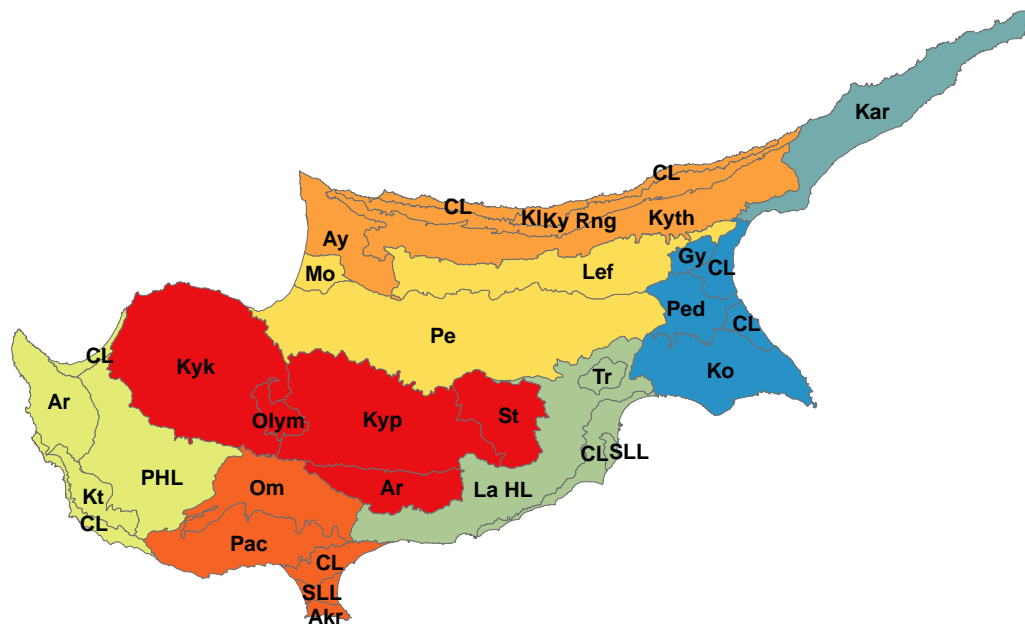 Kar
CL
CL
Kl
Ky Rng
Kyth
Ay
Gy
CL
Mo
Lef
Ped
CL
Pe
CL
Kyk
Ko
Tr
Ar
Olym
Kyp
St
CL
SLL
PHL
Om
Ar
La HL
Kt
CL
Pac
CL
SLL
Akr